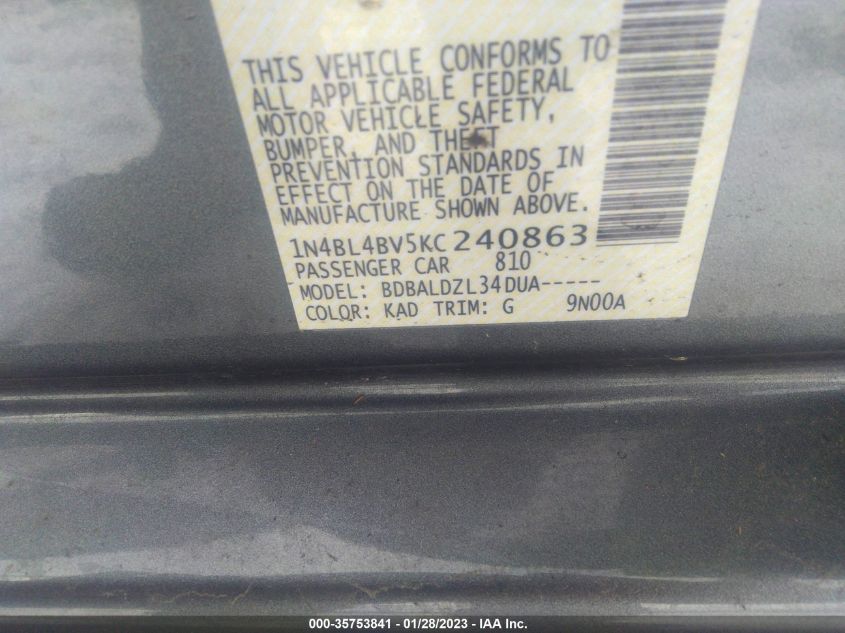 THIS VEHICLE CONFORMS TO
ALL APPLICABLE FEDERAL
MOTOR VEHICLE SAFETY,
BUMPER, AND THEFT
PREVENTION STANDARDS IN
EFFECT ON THE DATE OF
MANUFACTURE SHOWN ABOVE.
1N4BL4BV5KC240863
PASSENGER CAR 810
MODEL: BDBALDZL34DUA-----
COLOR: KAD TRIM: G 9N00A
000-35753841 - 01/28/2023 - IAA Inc.